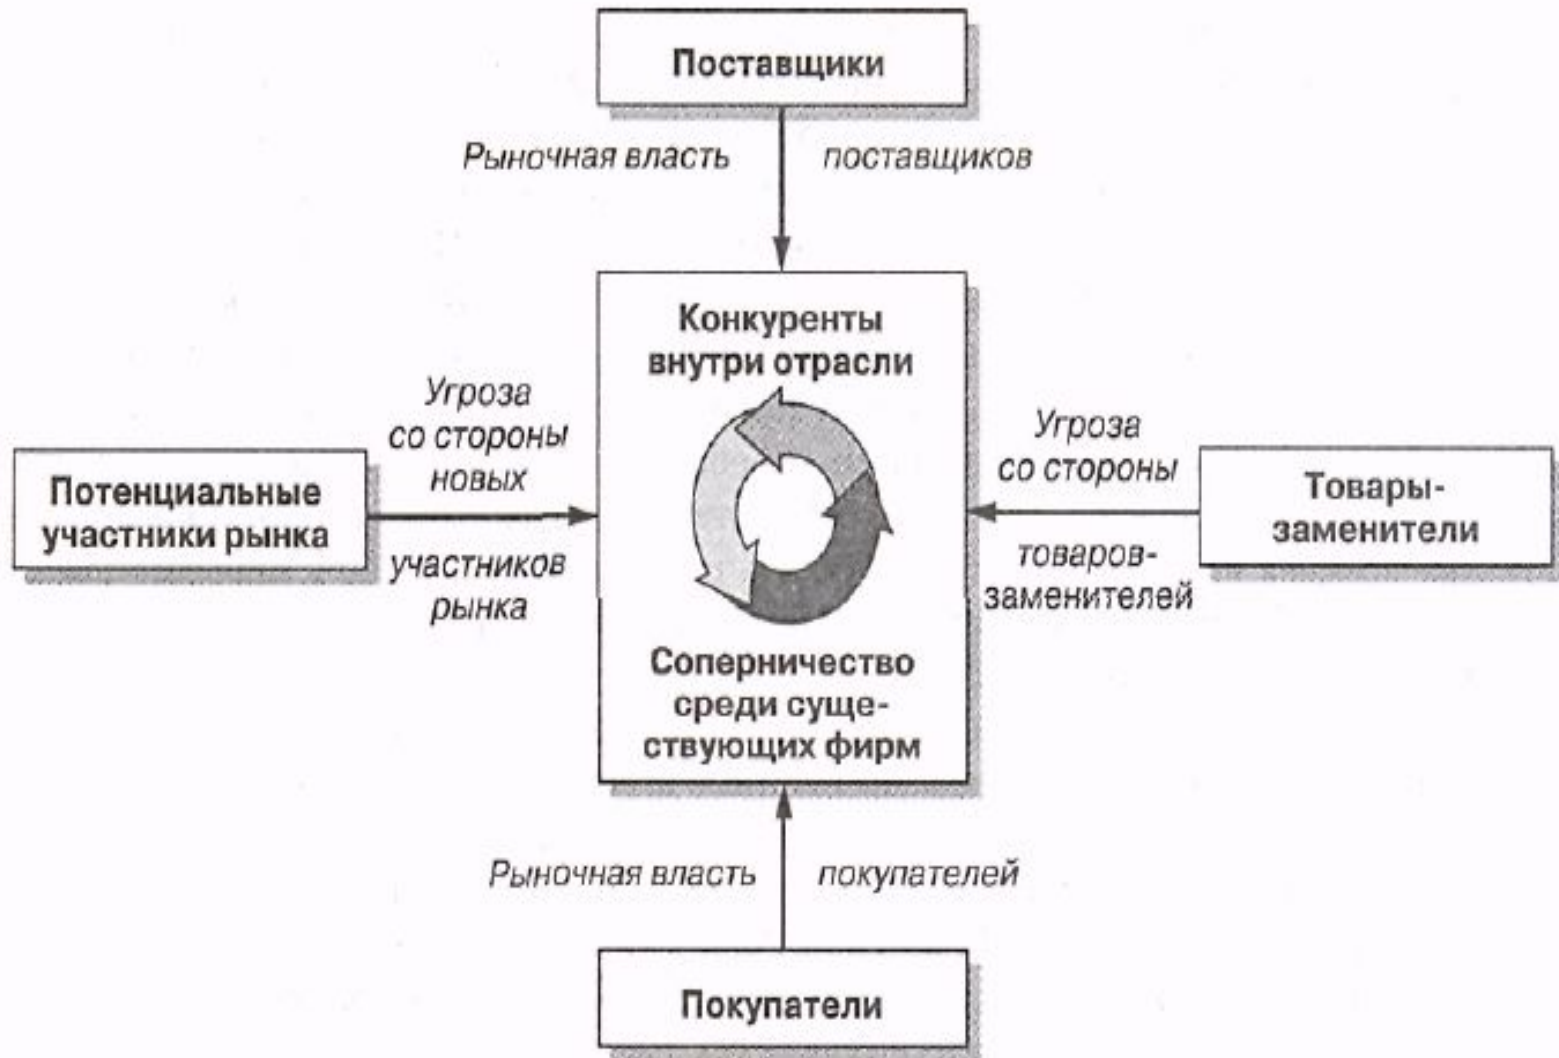 Поставщики
Рыночная власть поставщиков
Конкуренты
внутри отрасли
Угроза
со стороны
новых
участников
рынка
Потенциальные
участники рынка
Угроза
со стороны
товаров-
заменителей
Товары-
заменители
Соперничество
среди суще-
ствующих фирм
Рыночная власть покупателей
Покупатели